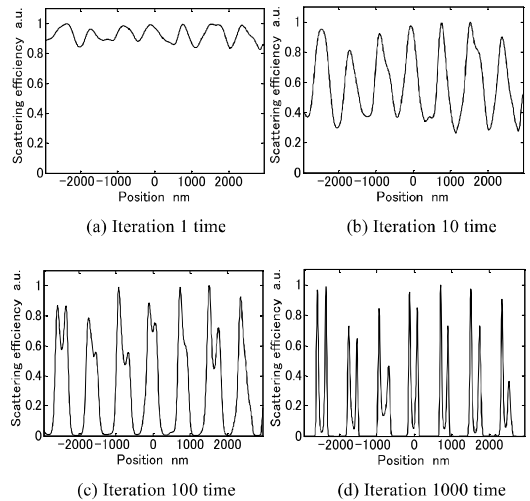 Scattering efficiency a.u.
1
0.8
0.6
0.4
0.2
0
-2000 -1000 0 1000 2000
Position nm
(a) Iteration 1 time
Scattering efficiency a.u.
1
0.8
0.6
0.4
0.2
0
-2000 -1000 0 1000 2000
Position nm
(b) Iteration 10 time
Scattering efficiency a.u.
1
0.8
0.6
0.4
0.2
0
-2000 -1000 0 1000 2000
Position nm
(c) Iteration 100 time
Scattering efficiency a.u.
1
0.8
0.6
0.4
0.2
0
-2000 -1000 0 1000 2000
Position nm
(d) Iteration 1000 time